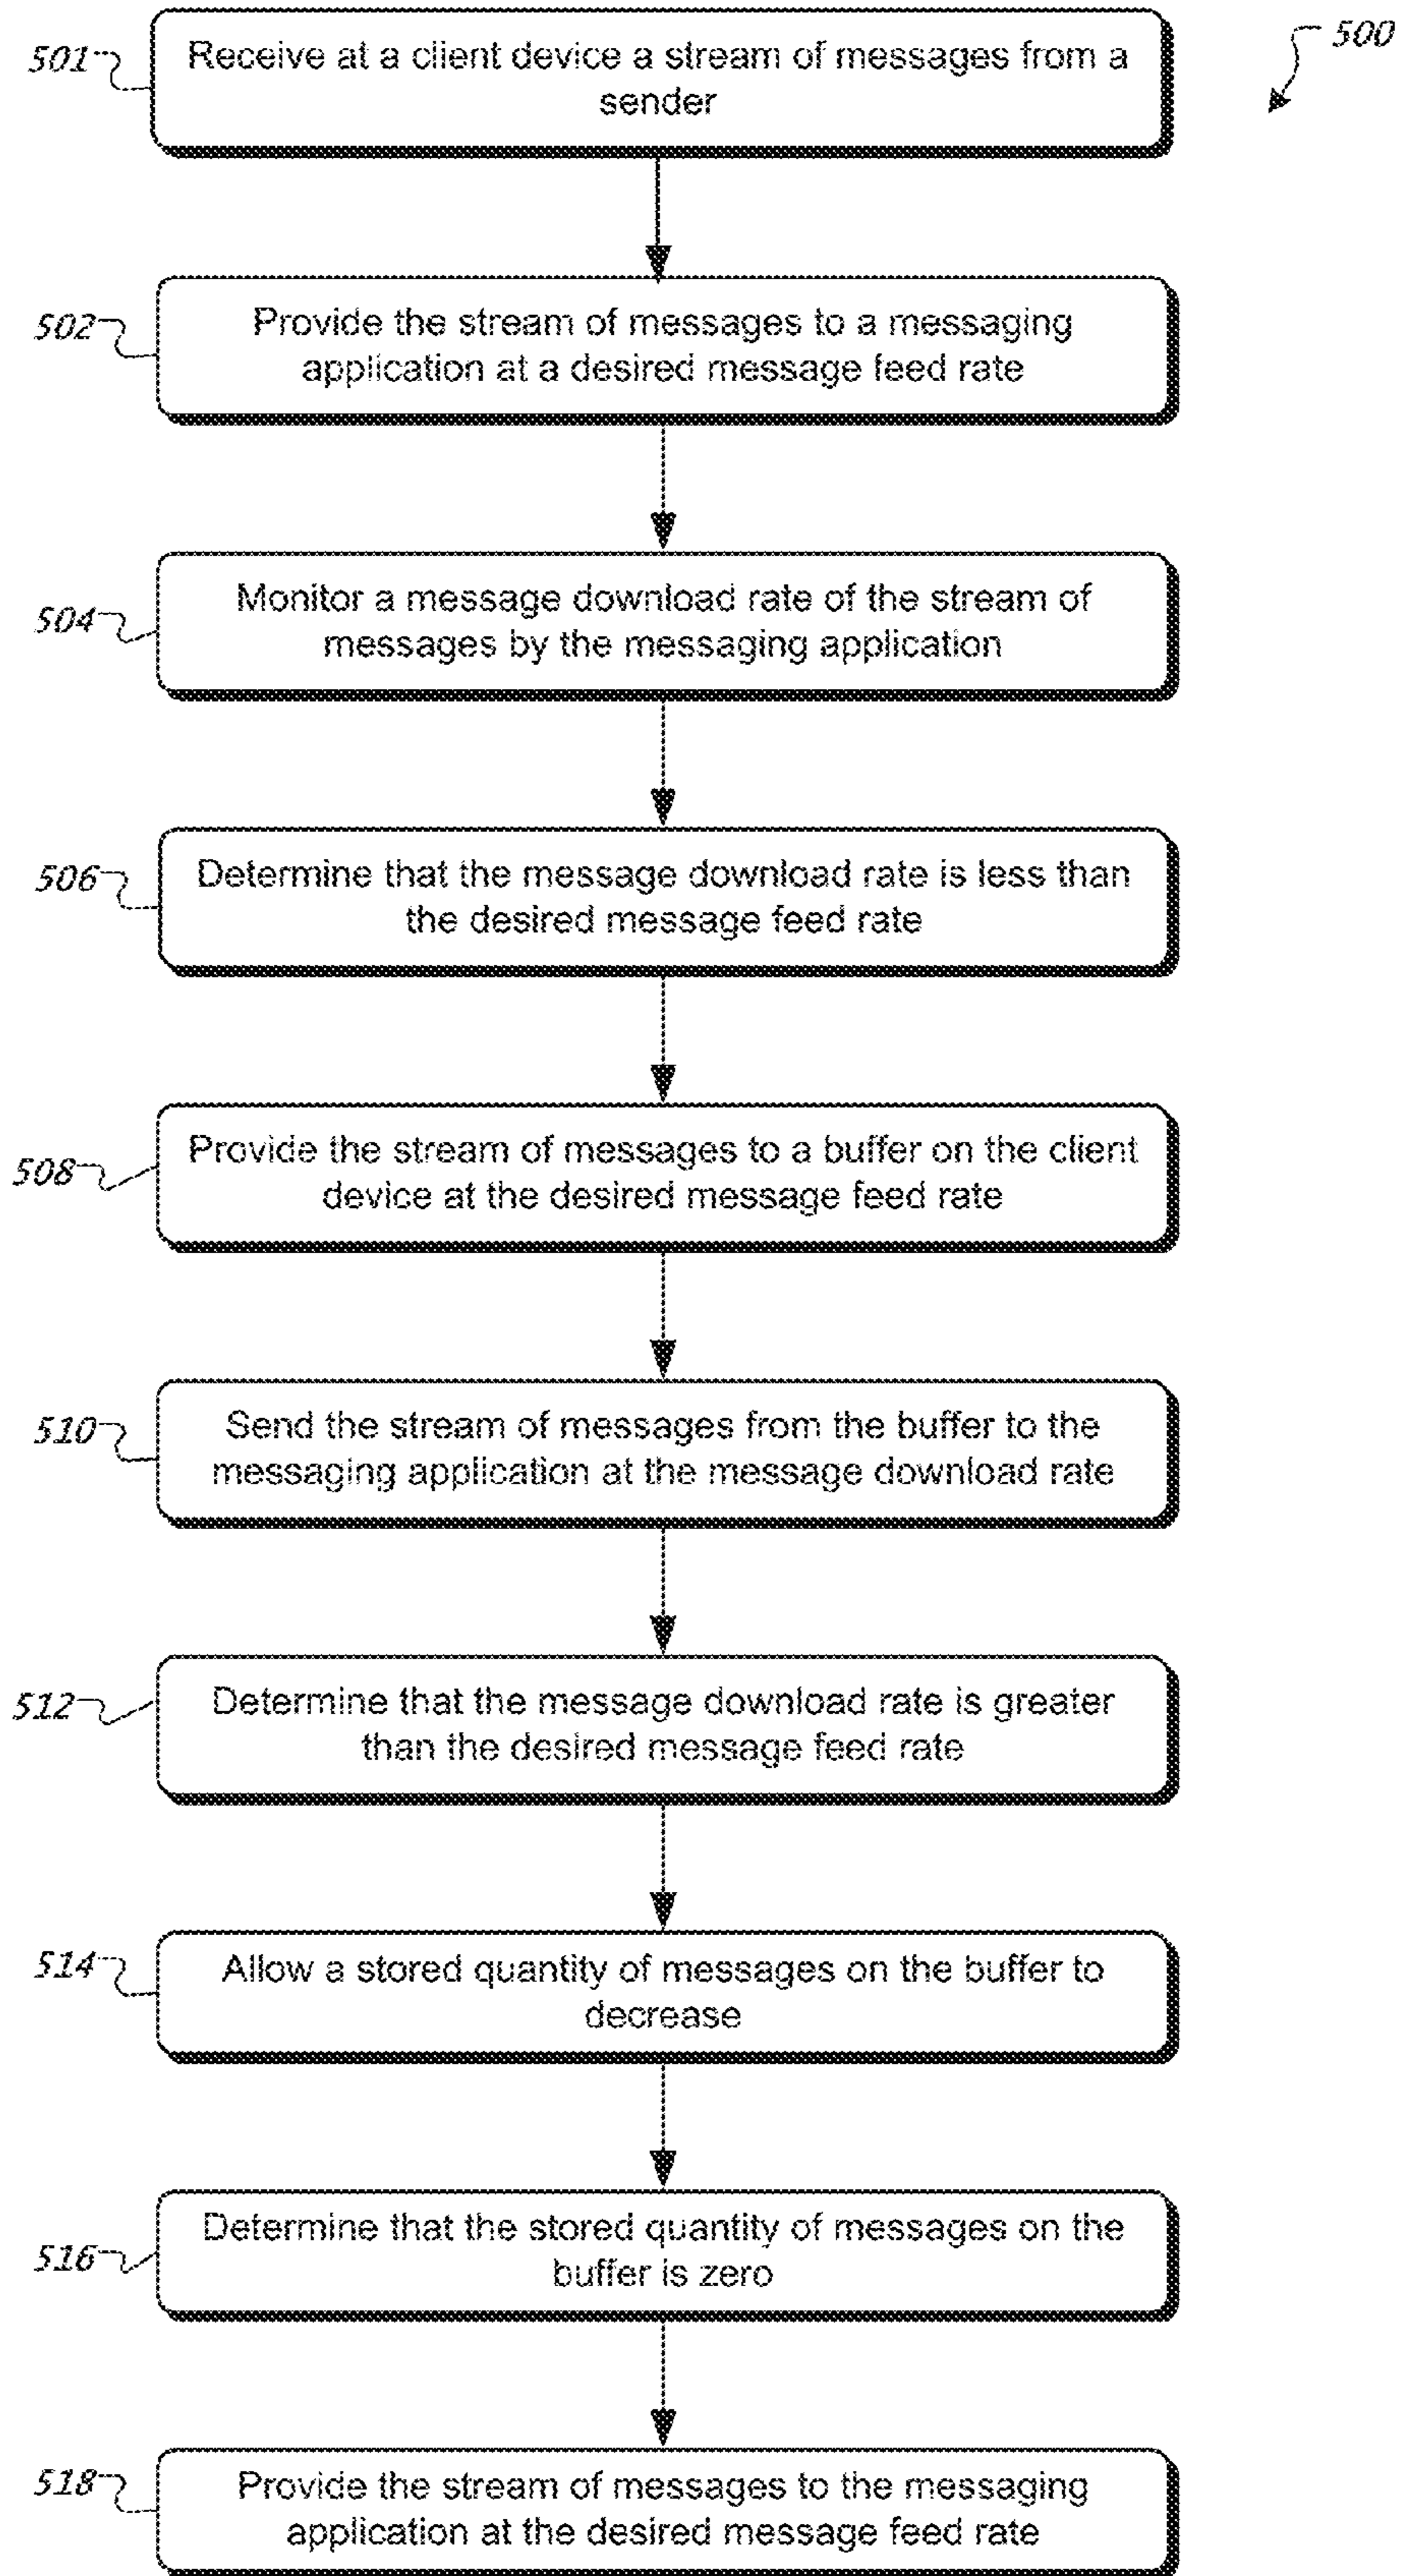 500
501
Receive at a client device a stream of messages from a
sender
502
Provide the stream of messages to a messaging
application at a desired message feed rate
504
Monitor a message download rate of the stream of
messages by the messaging application
506
Determine that the message download rate is less than
the desired message feed rate
508
Provide the stream of messages to a buffer on the client
device at the desired message feed rate
510
Send the stream of messages from the buffer to the
messaging application at the message download rate
512
Determine that the message download rate is greater
than the desired message feed rate
514
Allow a stored quantity of messages on the buffer to
decrease
516
Determine that the stored quantity of messages on the
buffer is zero
518
Provide the stream of messages to the messaging
application at the desired message feed rate